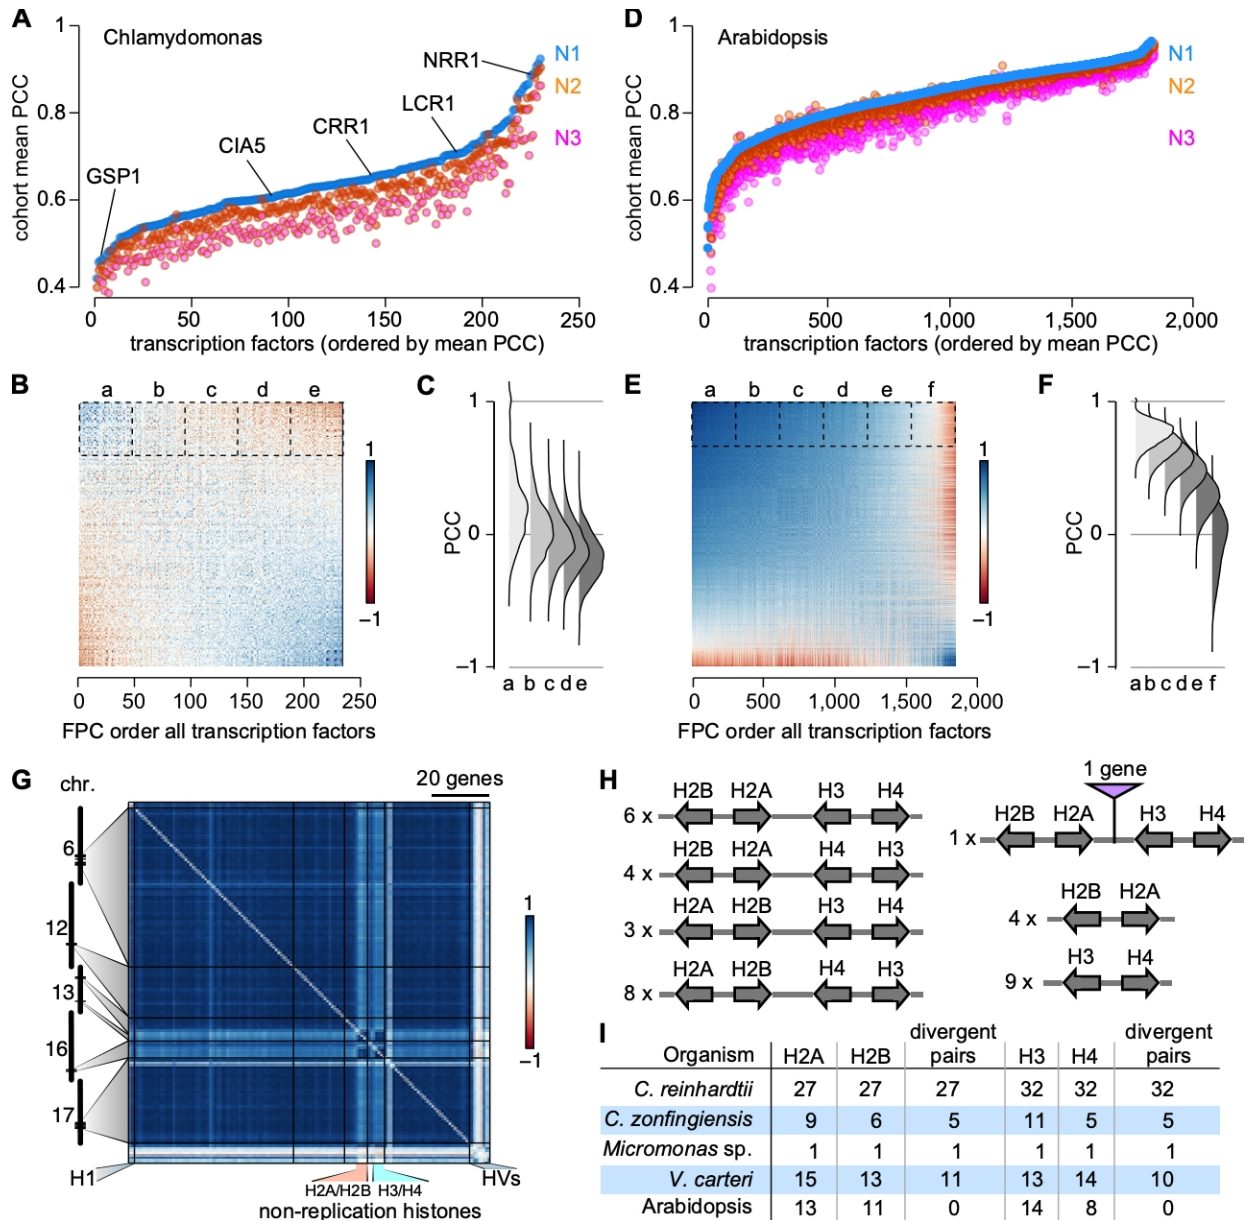 A
Chlamydomonas
1
0.8
0.6
0.4
cohort mean PCC
GSP1
CIA5
CRR1
LCR1
NRR1
N1
N2
N3
0 50 100 150 200 250
transcription factors (ordered by mean PCC)
D
Arabidopsis
1
0.8
0.6
0.4
cohort mean PCC
N1
N2
N3
0 500 1,000 1,500 2,000
transcription factors (ordered by mean PCC)
B
a b c d e
1
−1
0 50 100 150 200 250
FPC order all transcription factors
C
1
0
−1
PCC
a b c d e
E
a b c d e f
1
−1
0 500 1,000 1,500 2,000
FPC order all transcription factors
F
1
0
−1
PCC
a b c d e f
G
chr.
20 genes
6
12
13
16
17
1
−1
H1
H2A/H2B H3/H4
HVs
non-replication histones
H
H2B H2A H3 H4
6 x
H2B H2A H4 H3
4 x
H2A H2B H3 H4
3 x
H2A H2B H4 H3
8 x
1 gene
H2B H2A H3 H4
1 x
H2B H2A
4 x
H3 H4
9 x
I
Organism H2A H2B divergent pairs H3 H4 divergent pairs
C. reinhardtii 27 27 27 32 32 32
C. zonfingiensis 9 6 5 11 5 5
Micromonas sp. 1 1 1 1 1 1
V. carteri 15 13 11 13 14 10
Arabidopsis 13 11 0 14 8 0